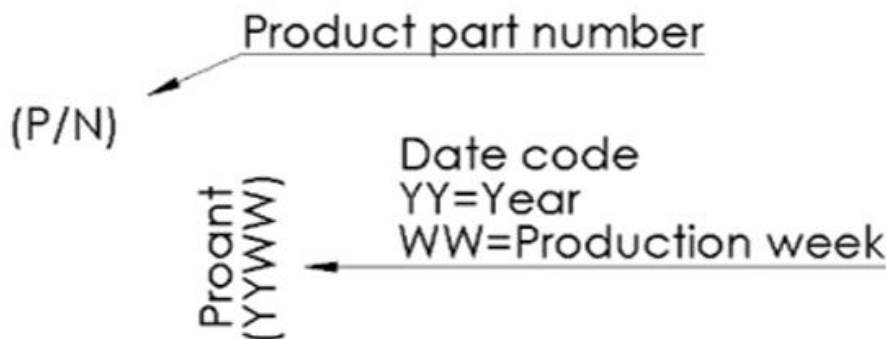 Product part number
(P/N)
Date code
YY=Year
WW=Production week
Proant
(YYWW)